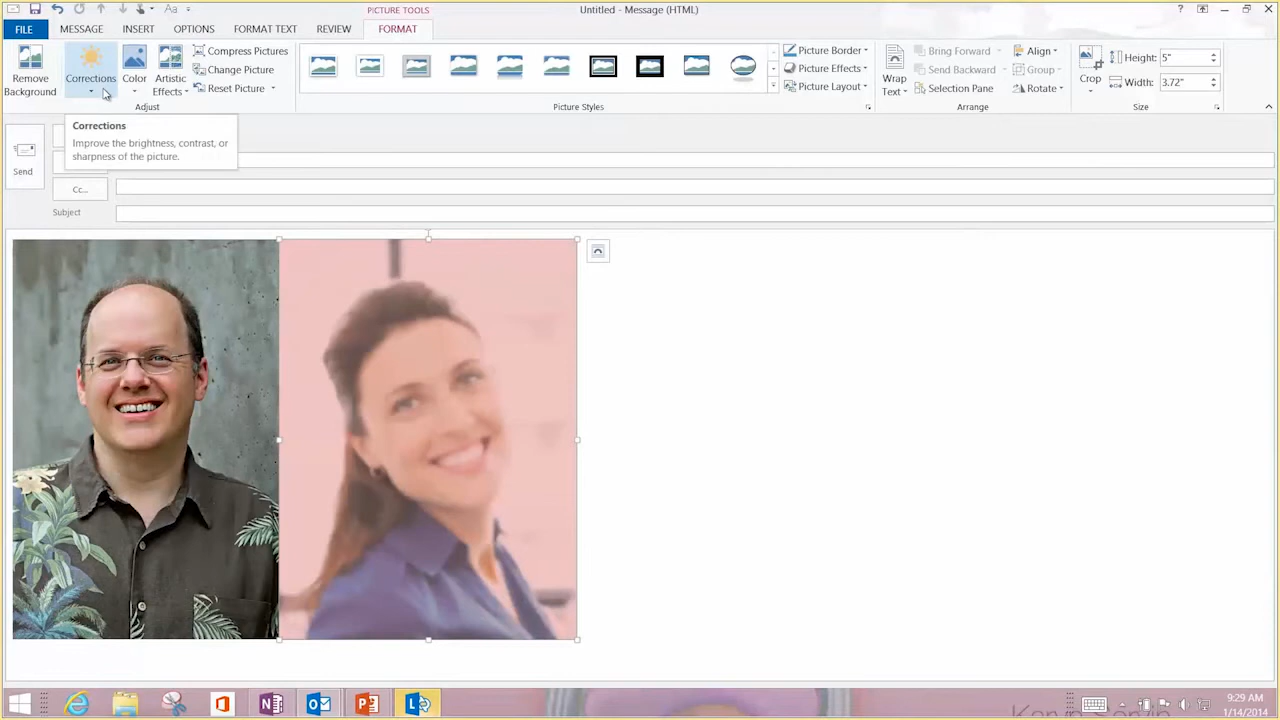 PICTURE TOOLS
Untitled - Message (HTML)
FILE MESSAGE INSERT OPTIONS FORMAT TEXT REVIEW FORMAT
Remove Background
Corrections
Color
Artistic Effects
Compress Pictures
Change Picture
Reset Picture
Adjust
Picture Styles
Picture Border
Picture Effects
Picture Layout
Wrap Text
Bring Forward
Send Backward
Selection Pane
Align
Group
Rotate
Arrange
Crop
Height: 5"
Width: 3.72"
Size
Corrections
Improve the brightness, contrast, or
sharpness of the picture.
Send
Cc...
Subject
9:29 AM
1/14/2014